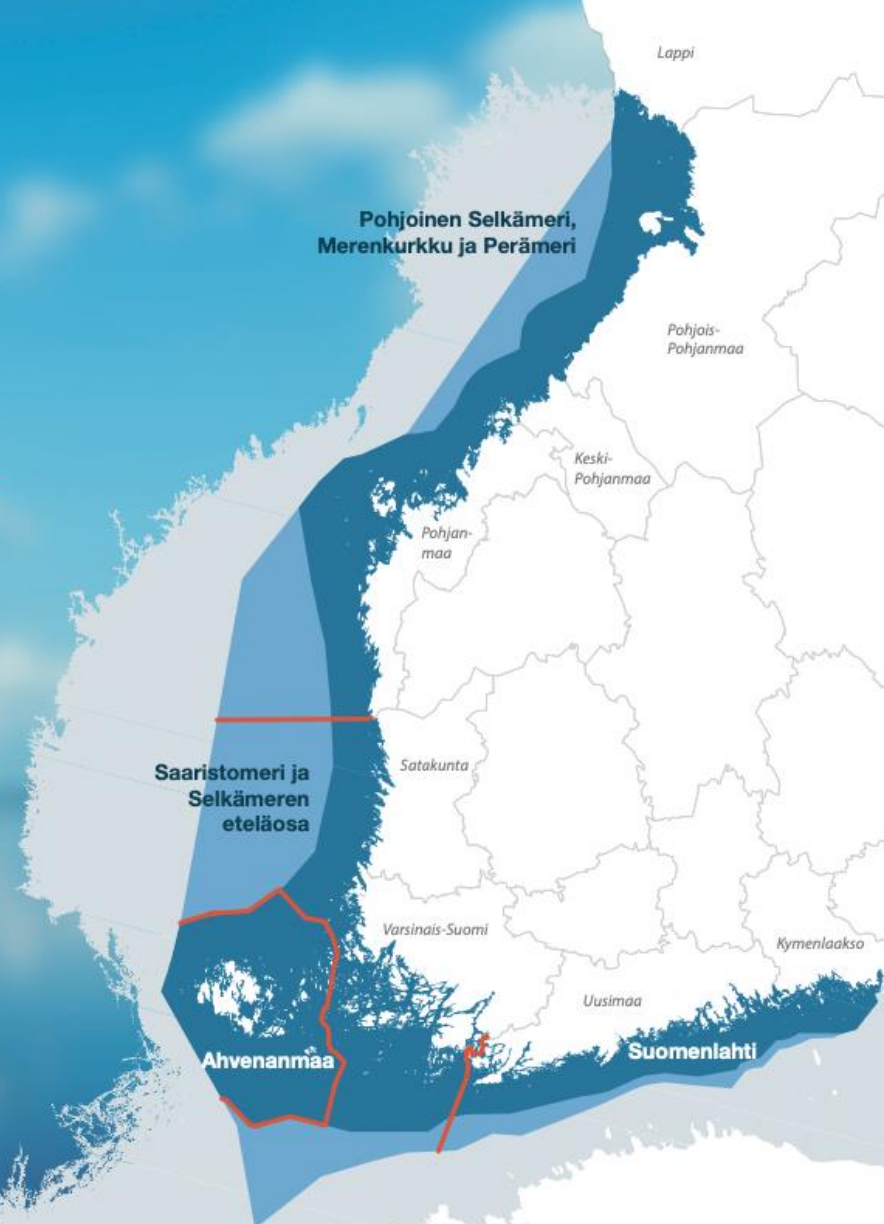 Lappi
Pohjoinen Selkämeri,
Merenkurkku ja Perämeri
Pohjois-
Pohjanmaa
Keski-
Pohjanmaa
Pohjan-
maa
Saaristomeri ja
Selkämeren
eteläosa
Satakunta
Varsinais-Suomi
Kymenlaakso
Uusimaa
Ahvenanmaa
Suomenlahti